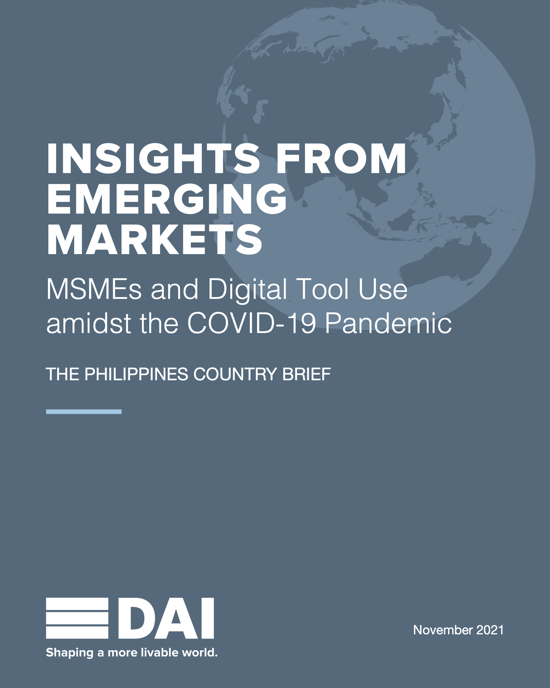 INSIGHTS FROM
EMERGING
MARKETS
MSMEs and Digital Tool Use
amidst the COVID-19 Pandemic
THE PHILIPPINES COUNTRY BRIEF
DAI
Shaping a more livable world.
November 2021